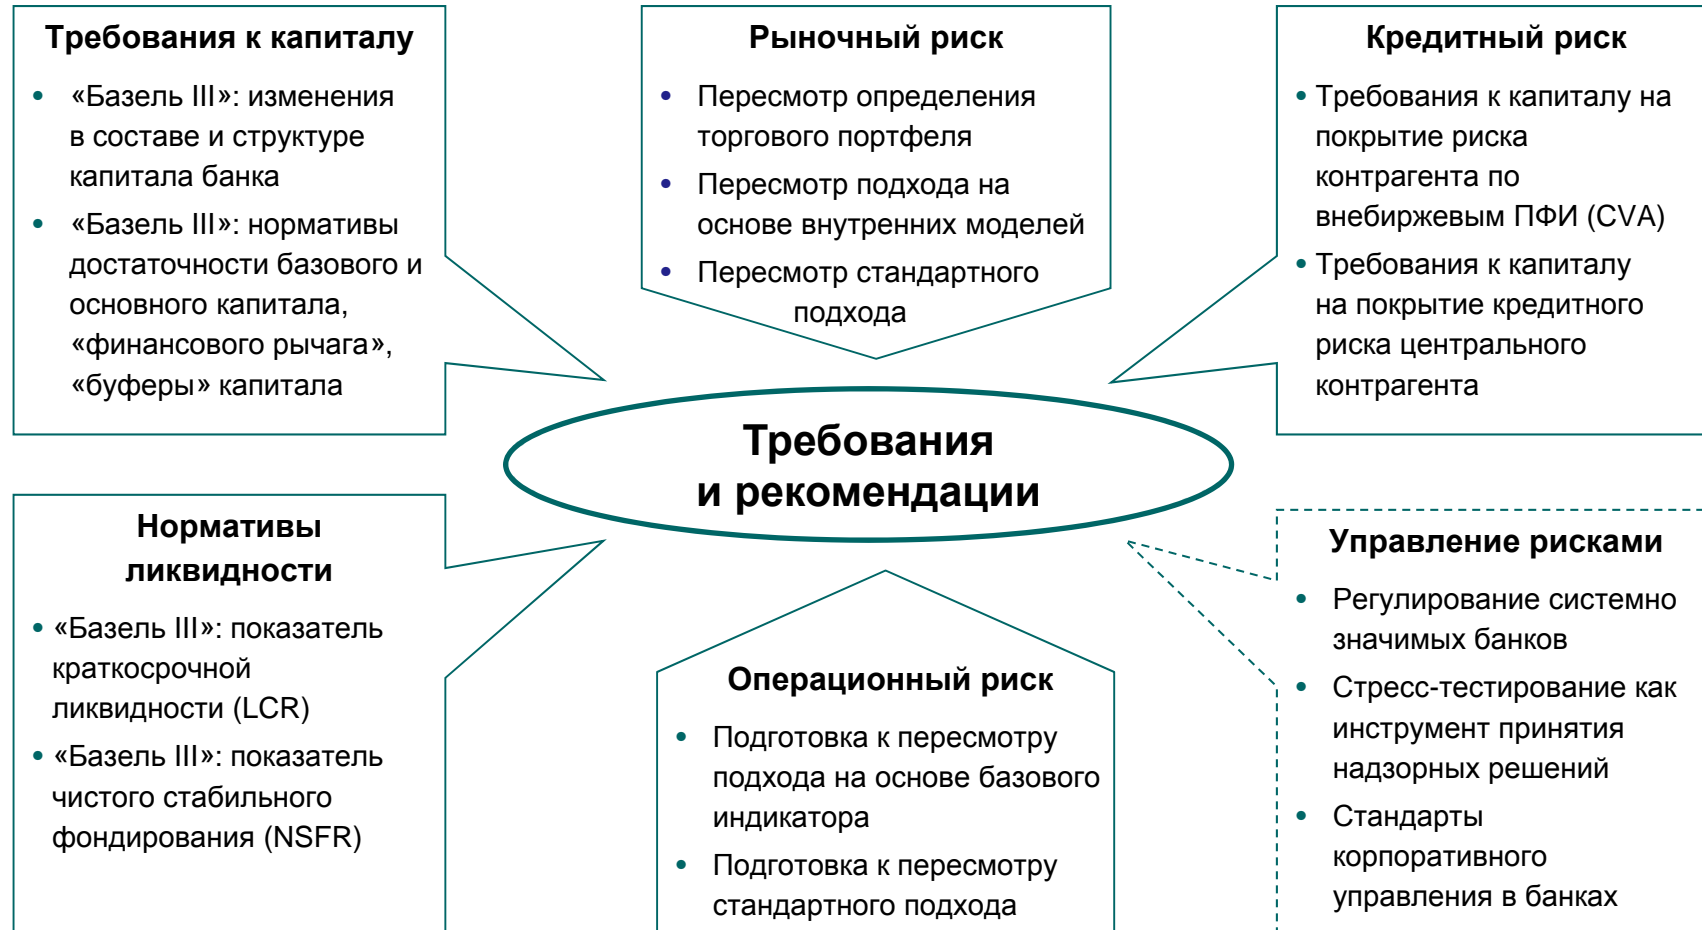 Требования к капиталу
• «Базель III»: изменения
в составе и структуре
капитала банка
• «Базель III»: нормативы
достаточности базового и
основного капитала,
«финансового рычага»,
«буферы» капитала
Рыночный риск
• Пересмотр определения
торгового портфеля
• Пересмотр подхода на
основе внутренних моделей
• Пересмотр стандартного
подхода
Кредитный риск
• Требования к капиталу на
покрытие риска
контрагента по
внебиржевым ПФИ (CVA)
• Требования к капиталу
на покрытие кредитного
риска центрального
контрагента
Требования
и рекомендации
Нормативы
ликвидности
• «Базель III»: показатель
краткосрочной
ликвидности (LCR)
• «Базель III»: показатель
чистого стабильного
фондирования (NSFR)
Операционный риск
• Подготовка к пересмотру
подхода на основе базового
индикатора
• Подготовка к пересмотру
стандартного подхода
Управление рисками
• Регулирование системно
значимых банков
• Стресс-тестирование как
инструмент принятия
надзорных решений
• Стандарты
корпоративного
управления в банках